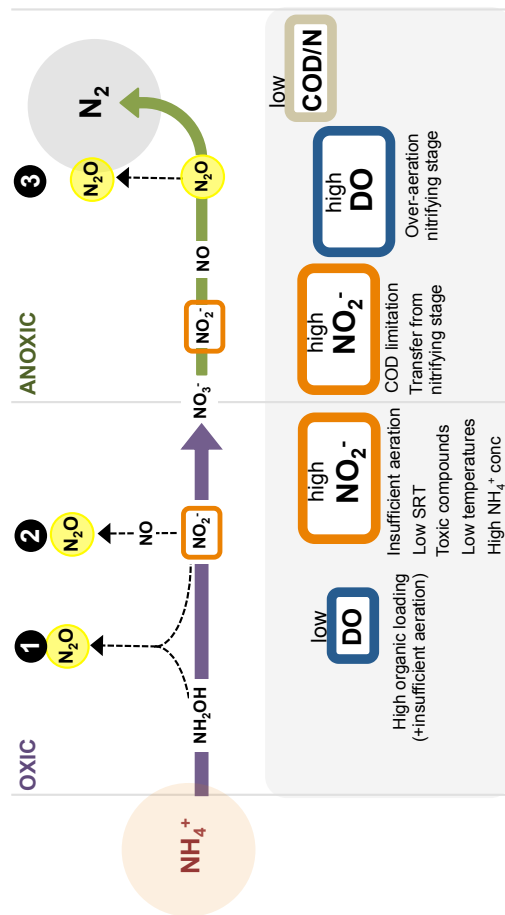 OXIC
ANOXIC
1
N₂O
2
N₂O
NO
3
N₂O
NH₄⁺
NH₂OH
NO₂⁻
NO₃⁻
NO₂⁻
NO
N₂O
N₂
low
DO
High organic loading
(+insufficient aeration)
high
NO₂⁻
Insufficient aeration
Low SRT
Toxic compounds
Low temperatures
High NH₄⁺ conc
high
NO₂⁻
COD limitation
Transfer from
nitrifying stage
high
DO
Over-aeration
nitrifying stage
low
COD/N